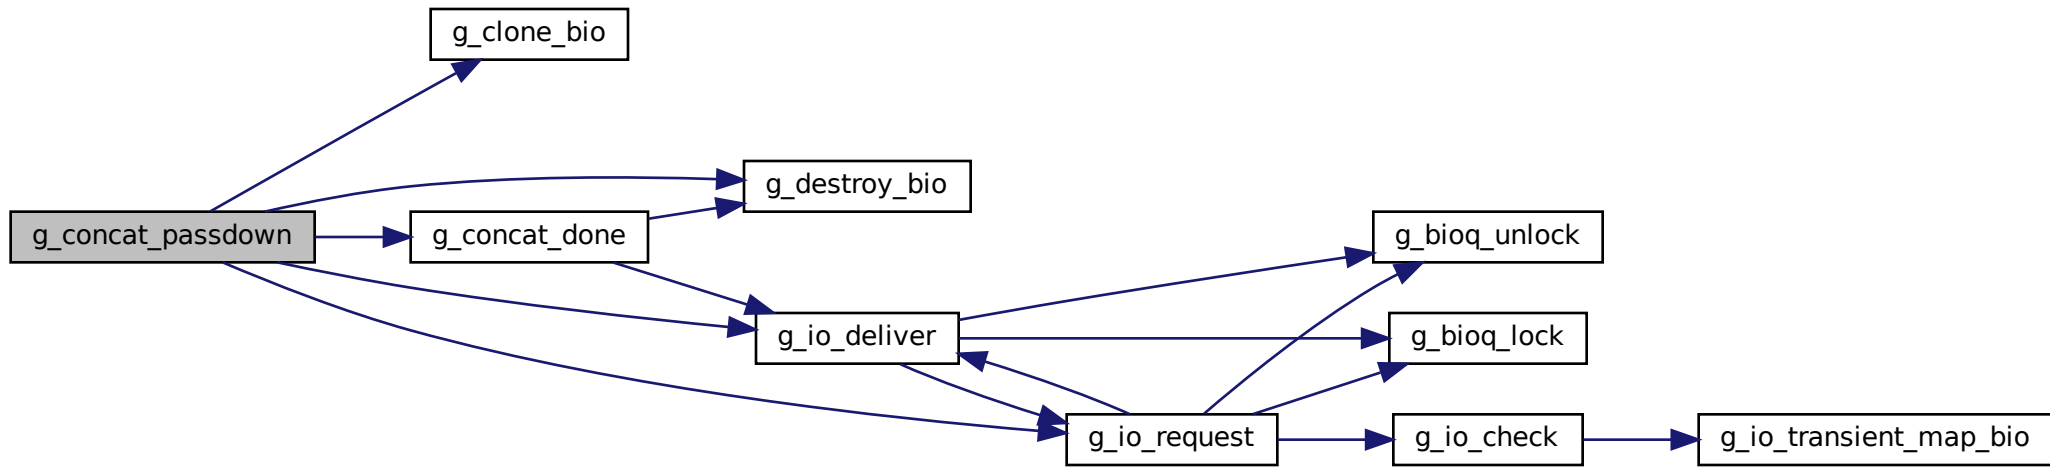 g_clone_bio
g_destroy_bio
g_concat_passdown
g_concat_done
g_bioq_unlock
g_io_deliver
g_bioq_lock
g_io_request
g_io_check
g_io_transient_map_bio